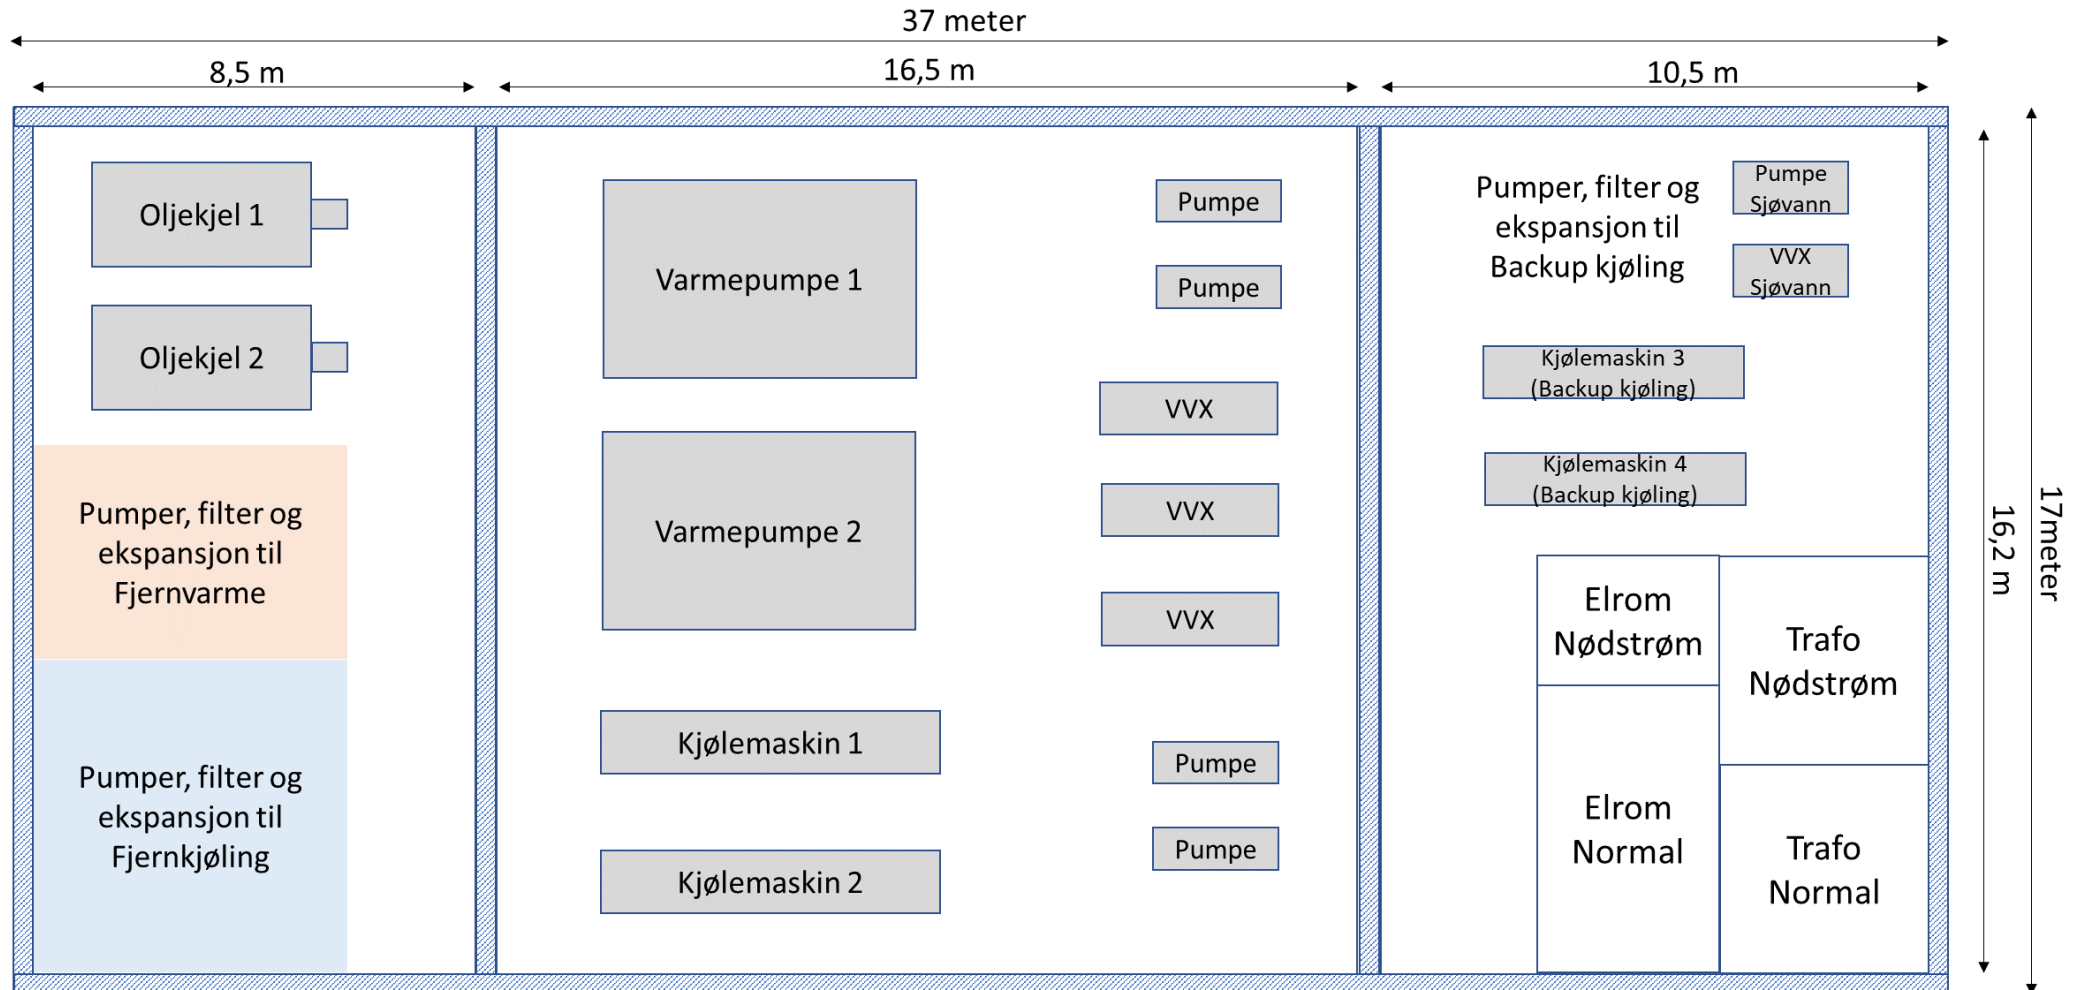 37 meter
8,5 m
16,5 m
10,5 m
Oljekjel 1
Oljekjel 2
Pumper, filter og
ekspansjon til
Fjernvarme
Pumper, filter og
ekspansjon til
Fjernkjøling
Varmepumpe 1
Varmepumpe 2
Kjølemaskin 1
Kjølemaskin 2
Pumpe
Pumpe
VVX
VVX
VVX
Pumpe
Pumpe
Pumper, filter og
ekspansjon til
Backup kjøling
Pumpe
Sjøvann
VVX
Sjøvann
Kjølemaskin 3
(Backup kjøling)
Kjølemaskin 4
(Backup kjøling)
Elrom
Nødstrøm
Trafo
Nødstrøm
Elrom
Normal
Trafo
Normal
16,2 m
17meter